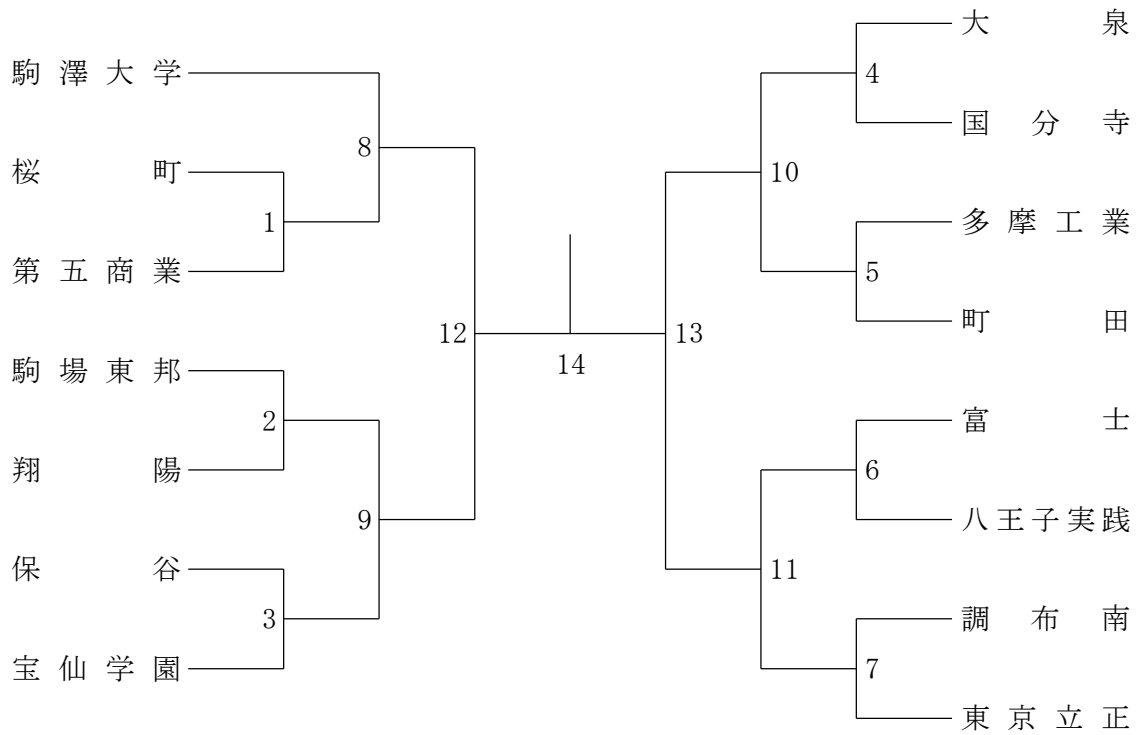 駒澤大学
桜町
第五商業
駒場東邦
翔陽
保谷
宝仙学園
8
1
2
9
3
12
14
13
10
4
5
11
6
7
大泉
国分寺
多摩工業
町田
富士
八王子実践
調布南
東京立正